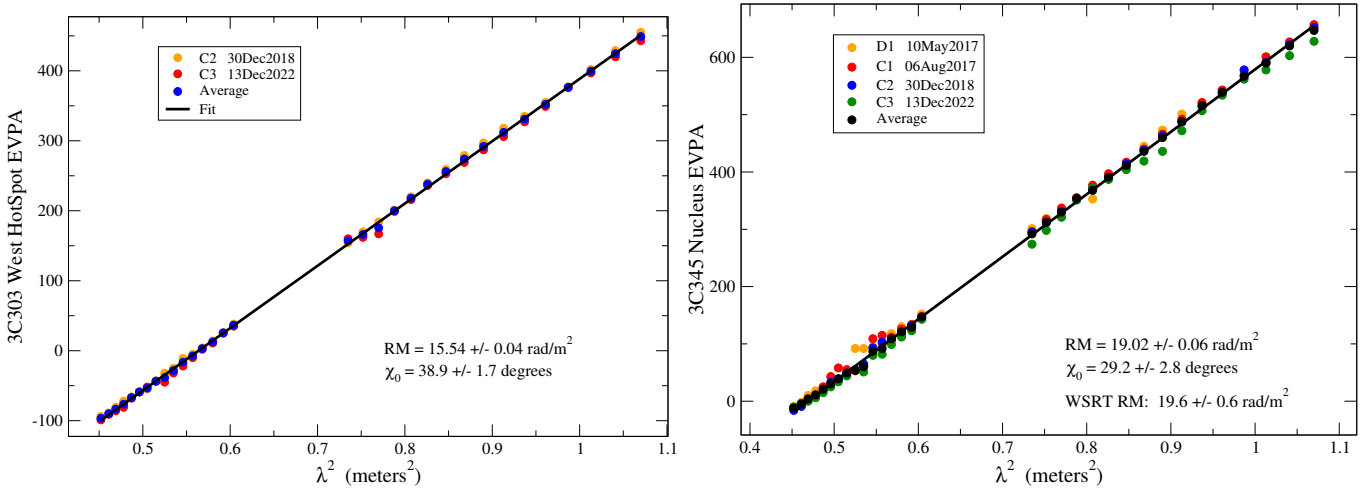 3C303 West HotSpot EVPA
400
300
200
100
0
-100
C2 30Dec2018
C3 13Dec2022
Average
Fit
RM = 15.54 +/- 0.04 rad/m²
χ₀ = 38.9 +/- 1.7 degrees
0.5 0.6 0.7 0.8 0.9 1 1.1
λ² (meters²)
3C345 Nucleus EVPA
600
400
200
0
D1 10May2017
C1 06Aug2017
C2 30Dec2018
C3 13Dec2022
Average
RM = 19.02 +/- 0.06 rad/m²
χ₀ = 29.2 +/- 2.8 degrees
WSRT RM: 19.6 +/- 0.6 rad/m²
0.4 0.5 0.6 0.7 0.8 0.9 1 1.1
λ² (meters²)